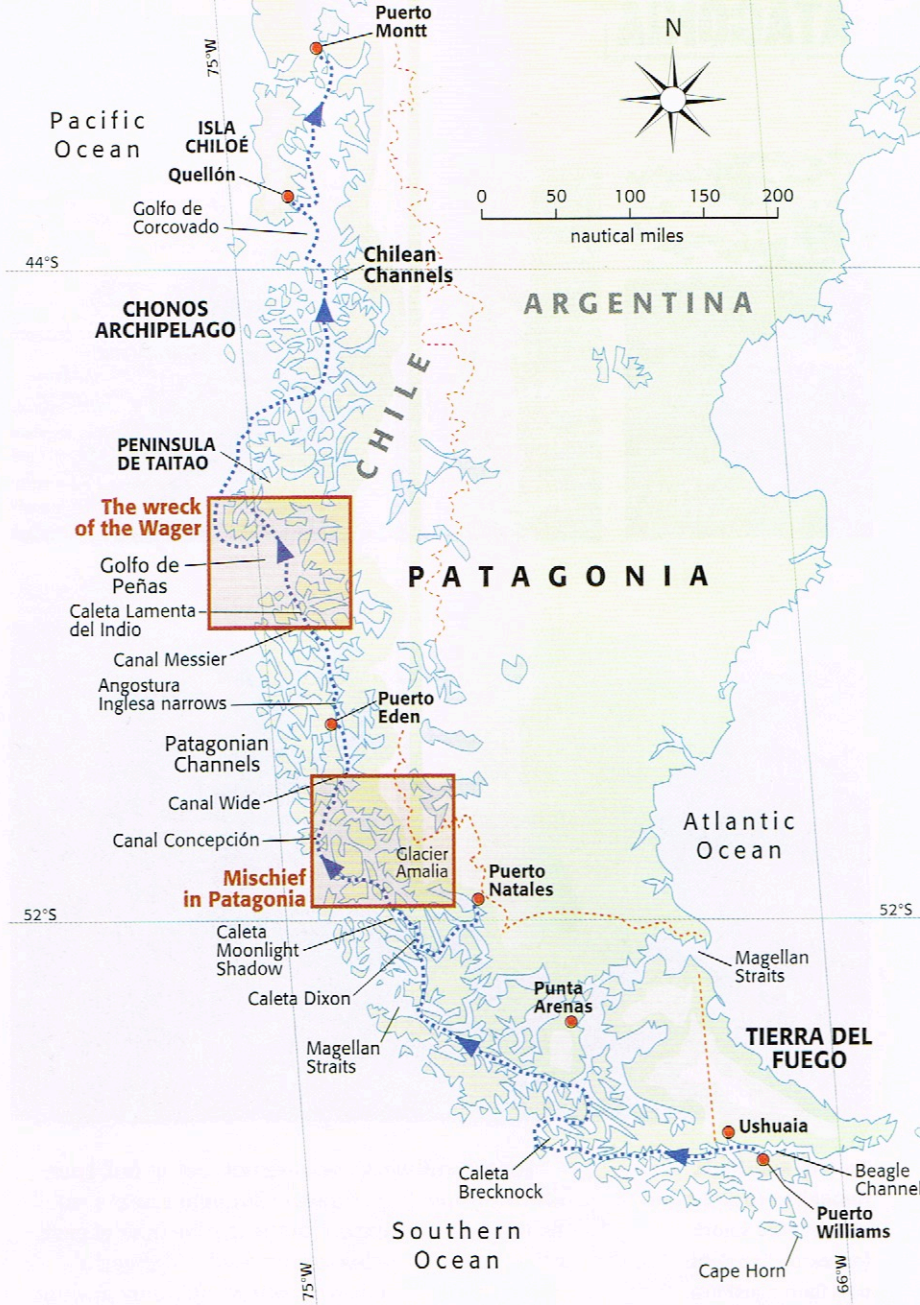 Puerto
Montt
N
75°W
Pacific
Ocean
ISLA
CHILOÉ
Quellón
0 50 100 150 200
nautical miles
Golfo de
Corcovado
Chilean
Channels
44°S
ARGENTINA
CHONOS
ARCHIPELAGO
CHILE
PENINSULA
DE TAITAO
The wreck
of the Wager
Golfo de
Peñas
PATAGONIA
Caleta Lamenta
del Indio
Canal Messier
Angostura
Inglesa narrows
Puerto
Eden
Patagonian
Channels
Canal Wide
Canal Concepción
Atlantic
Ocean
Glacier
Amalia
Mischief
in Patagonia
Puerto
Natales
52°S
52°S
Caleta
Moonlight
Shadow
Magellan
Straits
Caleta Dixon
Punta
Arenas
Magellan
Straits
TIERRA DEL
FUEGO
Ushuaia
Caleta
Brecknock
Beagle
Channel
Puerto
Williams
Southern
Ocean
Cape Horn
75°W
66°W